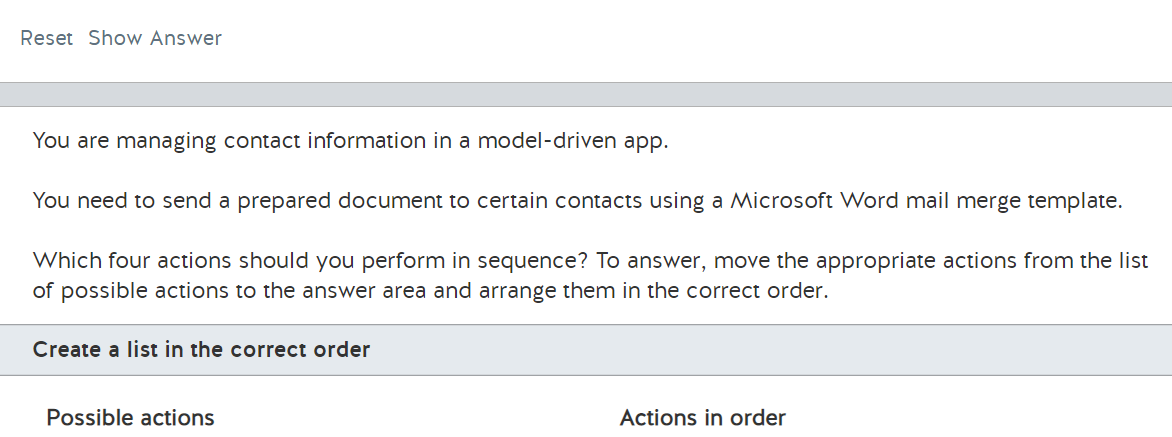 Reset Show Answer
You are managing contact information in a model-driven app.
You need to send a prepared document to certain contacts using a Microsoft Word mail merge template.
Which four actions should you perform in sequence? To answer, move the appropriate actions from the list
of possible actions to the answer area and arrange them in the correct order.
Create a list in the correct order
Possible actions Actions in order